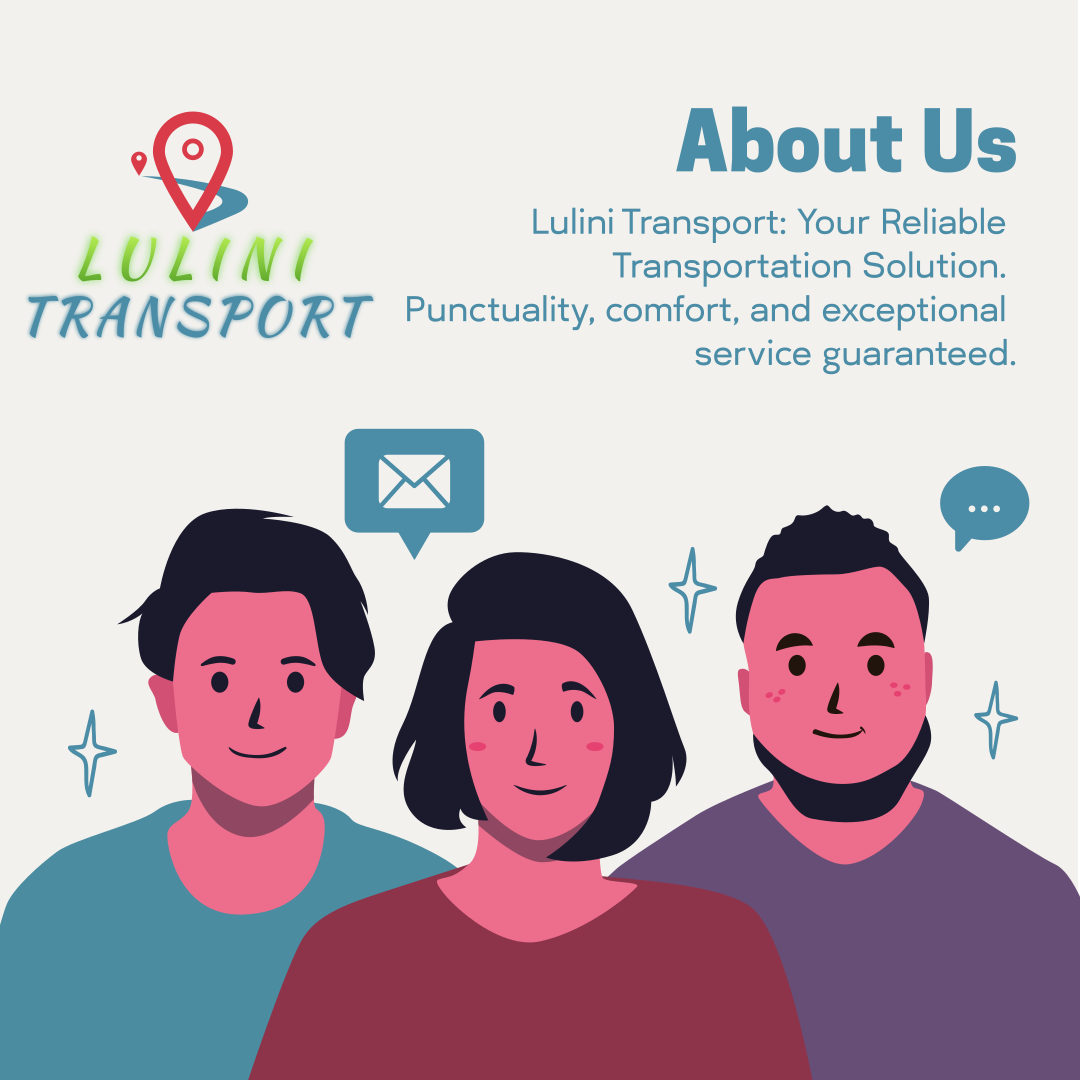 LULINI
TRANSPORT
About Us
Lulini Transport: Your Reliable
Transportation Solution.
Punctuality, comfort, and exceptional
service guaranteed.